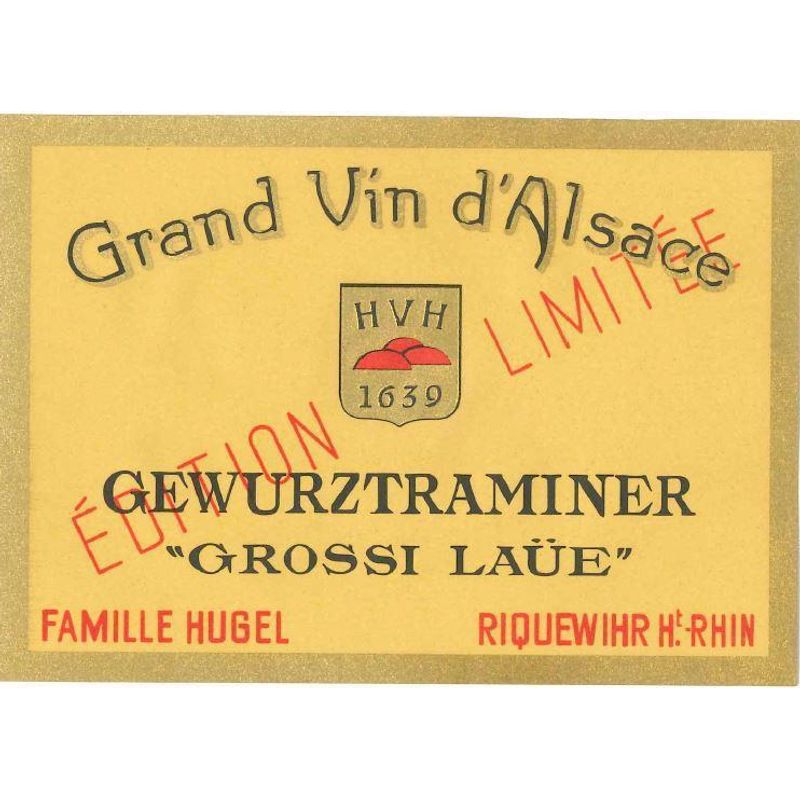 Grand Vin d'Alsace
ÉDITION LIMITÉE
HVH
1639
GEWURZTRAMINER
"GROSSI LAÜE"
FAMILLE HUGEL
RIQUEWIHR Ht.-RHIN